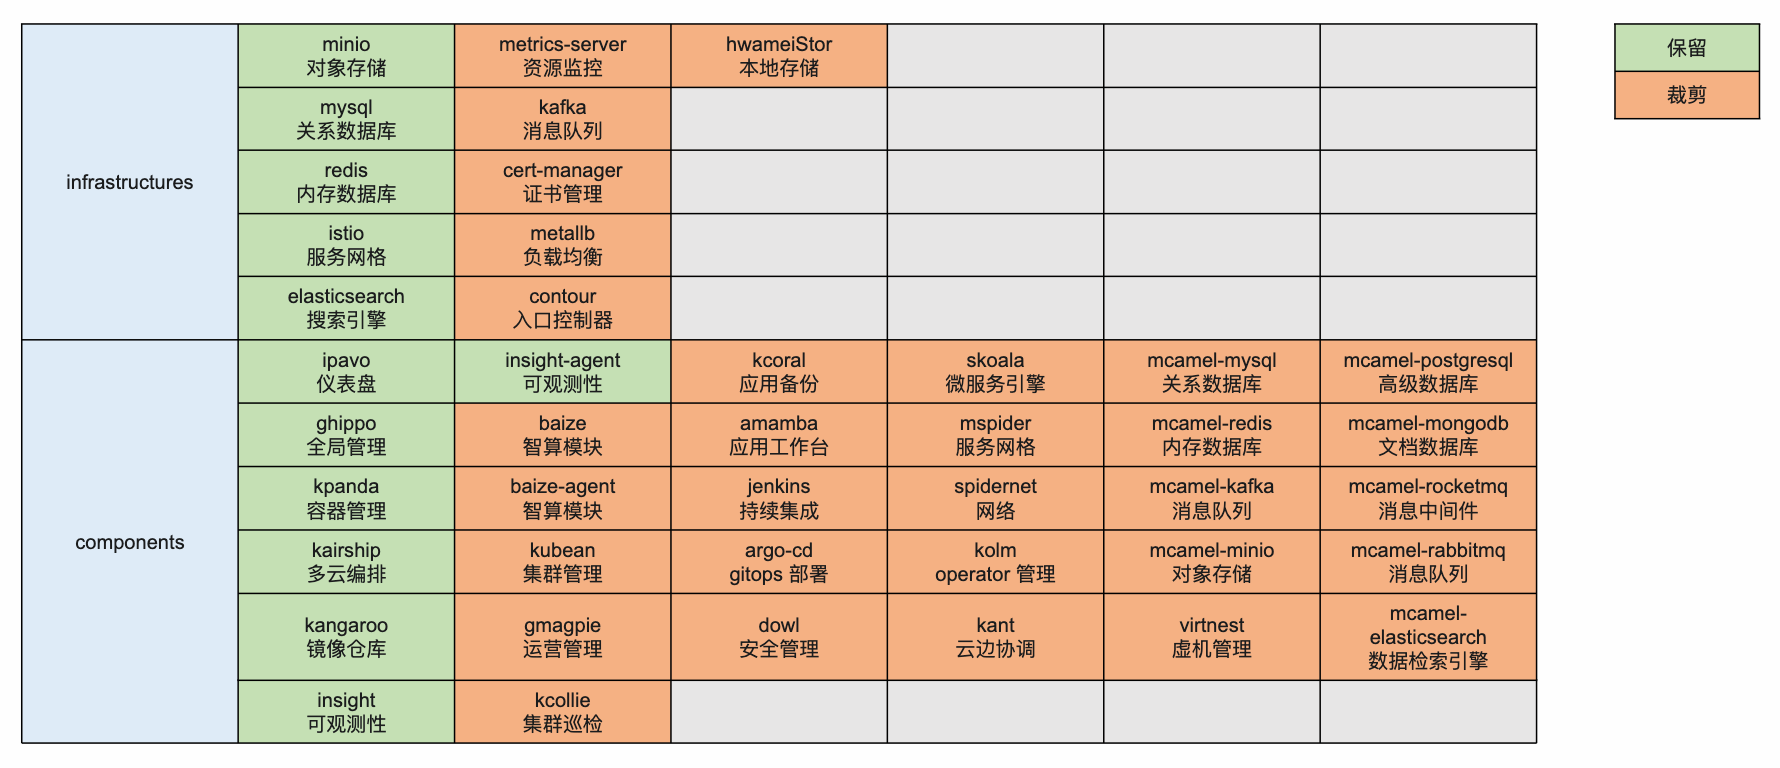 infrastructures
minio
对象存储
metrics-server
资源监控
hwameiStor
本地存储
mysql
关系数据库
kafka
消息队列
redis
内存数据库
cert-manager
证书管理
istio
服务网格
metallb
负载均衡
elasticsearch
搜索引擎
contour
入口控制器
components
ipavo
仪表盘
insight-agent
可观测性
kcoral
应用备份
skoala
微服务引擎
mcamel-mysql
关系数据库
mcamel-postgresql
高级数据库
ghippo
全局管理
baize
智算模块
amamba
应用工作台
mspider
服务网格
mcamel-redis
内存数据库
mcamel-mongodb
文档数据库
kpanda
容器管理
baize-agent
智算模块
jenkins
持续集成
spidernet
网络
mcamel-kafka
消息队列
mcamel-rocketmq
消息中间件
kairship
多云编排
kubean
集群管理
argo-cd
gitops 部署
kolm
operator 管理
mcamel-minio
对象存储
mcamel-rabbitmq
消息队列
kangaroo
镜像仓库
gmagpie
运营管理
dowl
安全管理
kant
云边协调
virtnest
虚机管理
mcamel-
elasticsearch
数据检索引擎
insight
可观测性
kcollie
集群巡检
保留
裁剪